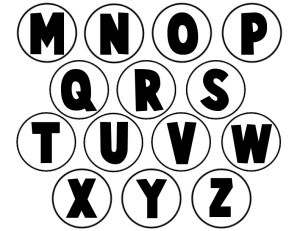 M N O P
Q R S
T U V W
X Y Z